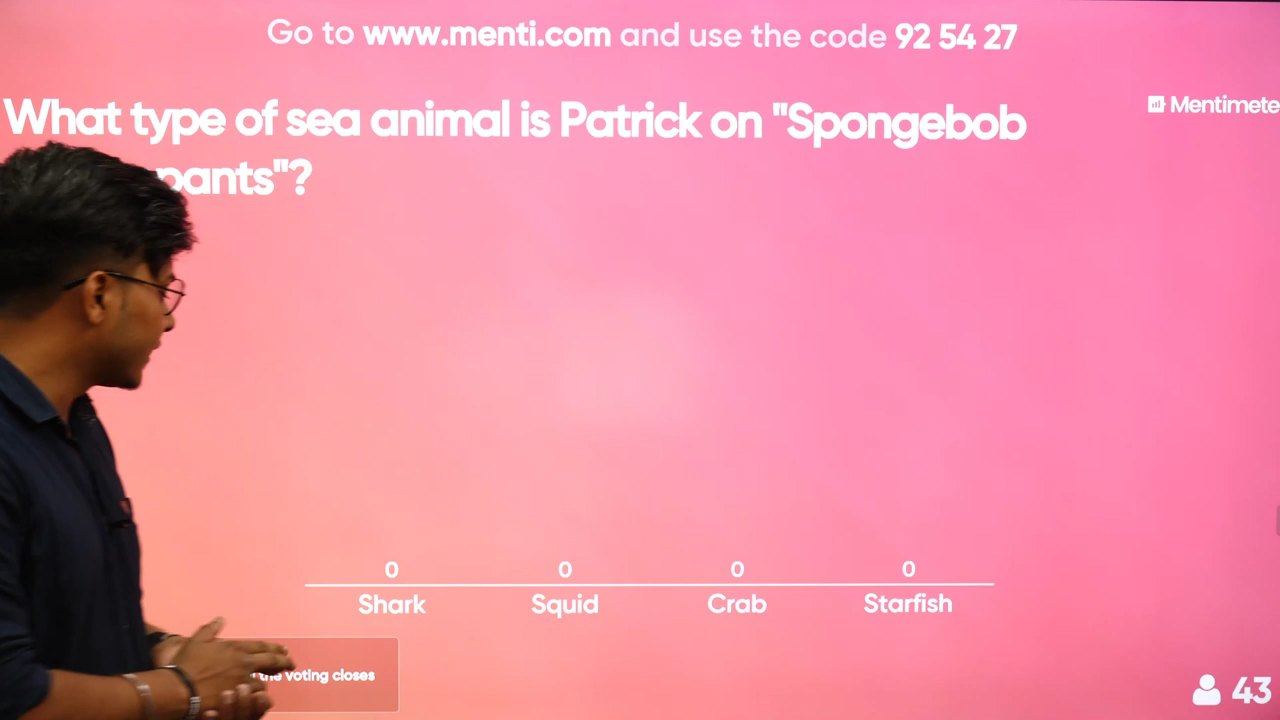 Go to www.menti.com and use the code 92 54 27
What type of sea animal is Patrick on "Spongebob
pants"?
Mentimete
0 0 0 0
Shark Squid Crab Starfish
the voting closes
43